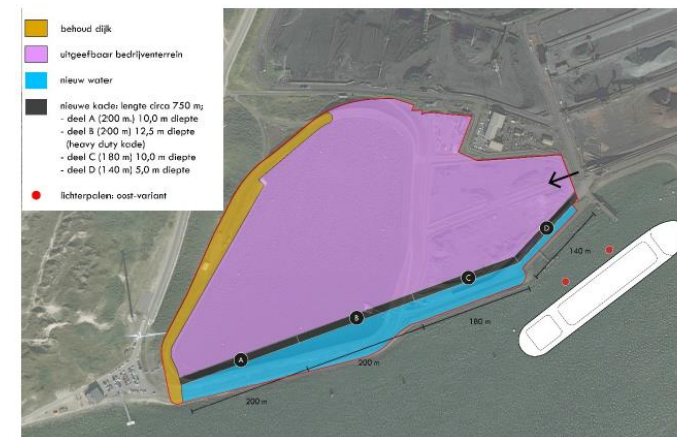 behoud dijk
uitgeefbaar bedrijventerrein
nieuw water
nieuwe kade: lengte circa 750 m;
- deel A (200 m.) 10,0 m diepte
- deel B (200 m) 12,5 m diepte
(heavy duty kade)
- deel C (180 m) 10,0 m diepte
- deel D (140 m) 5,0 m diepte
lichterpalen: oost-variant
D
140 m
C
B
180 m
A
200 m
200 m